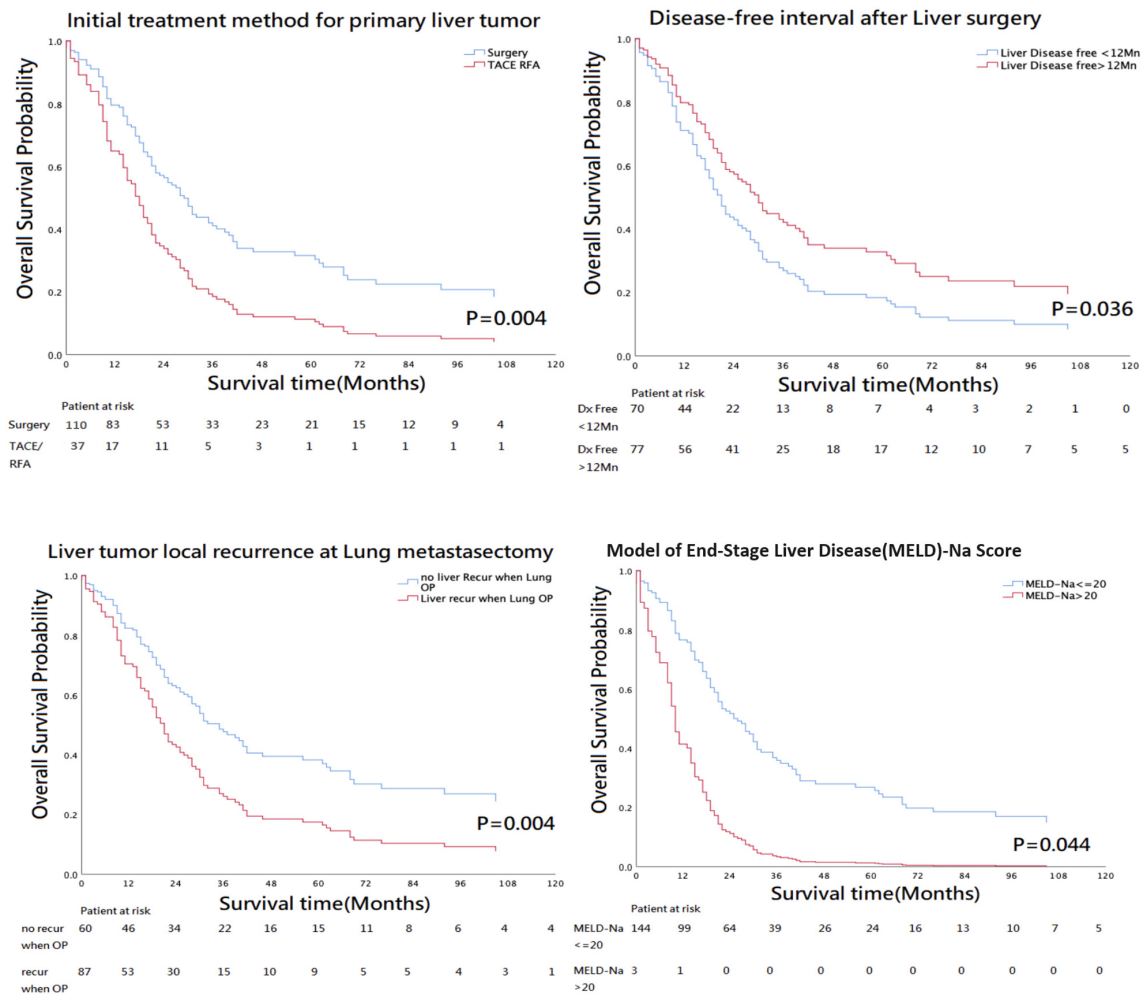 Initial treatment method for primary liver tumor
Surgery
TACE RFA
Overall Survival Probability
1.0
0.8
0.6
0.4
0.2
0.0
P=0.004
0 12 24 36 48 60 72 84 96 108 120
Survival time(Months)
Patient at risk
Surgery 110 83 53 33 23 21 15 12 9 4
TACE/ 37 17 11 5 3 1 1 1 1 1
RFA
Disease-free interval after Liver surgery
Liver Disease free <12Mn
Liver Disease free> 12Mn
Overall Survival Probability
1.0
0.8
0.6
0.4
0.2
0.0
P=0.036
0 12 24 36 48 60 72 84 96 108 120
Survival time(Months)
Patient at risk
Dx Free 70 44 22 13 8 7 4 3 2 1 0
<12Mn
Dx Free 77 56 41 25 18 17 12 10 7 5 5
>12Mn
Liver tumor local recurrence at Lung metastasectomy
no liver Recur when Lung
OP
Liver recur when Lung OP
Overall Survival Probability
1.0
0.8
0.6
0.4
0.2
0.0
P=0.004
0 12 24 36 48 60 72 84 96 108 120
Survival time(Months)
Patient at risk
no recur 60 46 34 22 16 15 11 8 6 4 4
when OP
recur 87 53 30 15 10 9 5 5 4 3 1
when OP
Model of End-Stage Liver Disease(MELD)-Na Score
MELD-Na<=20
MELD-Na>20
Overall Survival Probability
1.0
0.8
0.6
0.4
0.2
0.0
P=0.044
0 12 24 36 48 60 72 84 96 108 120
Survival time(Months)
Patient at risk
MELD-Na 144 99 64 39 26 24 16 13 10 7 5
<=20
MELD-Na 3 1 0 0 0 0 0 0 0 0 0
>20